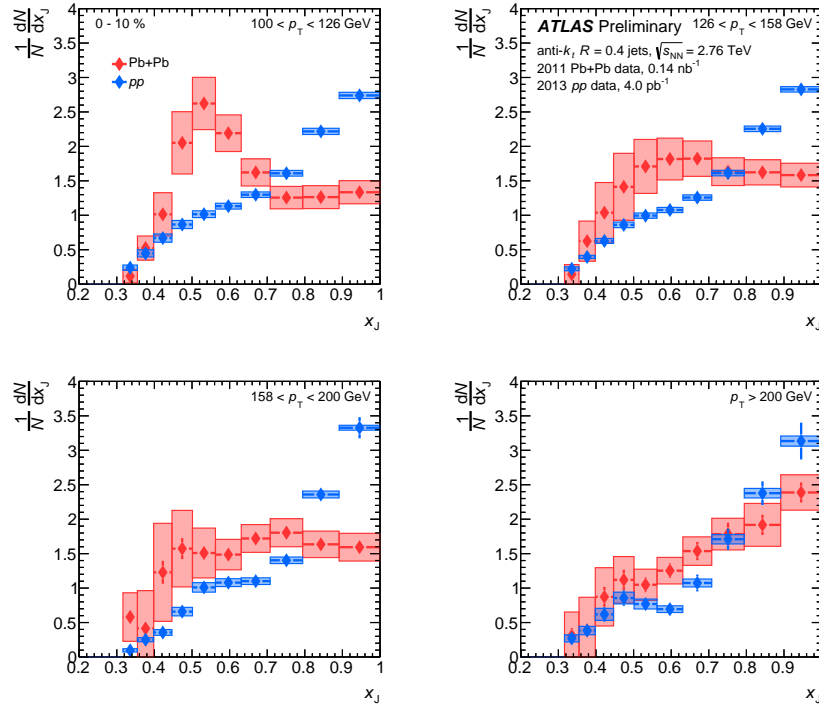 0 - 10 %
100 < p_T < 126 GeV
1/N dN/dx_J
4
3.5
3
2.5
2
1.5
1
0.5
0
Pb+Pb
pp
0.2 0.3 0.4 0.5 0.6 0.7 0.8 0.9 1
x_J
ATLAS Preliminary 126 < p_T < 158 GeV
anti-k_t R = 0.4 jets, √s_NN = 2.76 TeV
2011 Pb+Pb data, 0.14 nb⁻¹
2013 pp data, 4.0 pb⁻¹
1/N dN/dx_J
4
3.5
3
2.5
2
1.5
1
0.5
0
0.2 0.3 0.4 0.5 0.6 0.7 0.8 0.9
x_J
158 < p_T < 200 GeV
1/N dN/dx_J
4
3.5
3
2.5
2
1.5
1
0.5
0
0.2 0.3 0.4 0.5 0.6 0.7 0.8 0.9 1
x_J
p_T > 200 GeV
1/N dN/dx_J
4
3.5
3
2.5
2
1.5
1
0.5
0
0.2 0.3 0.4 0.5 0.6 0.7 0.8 0.9
x_J